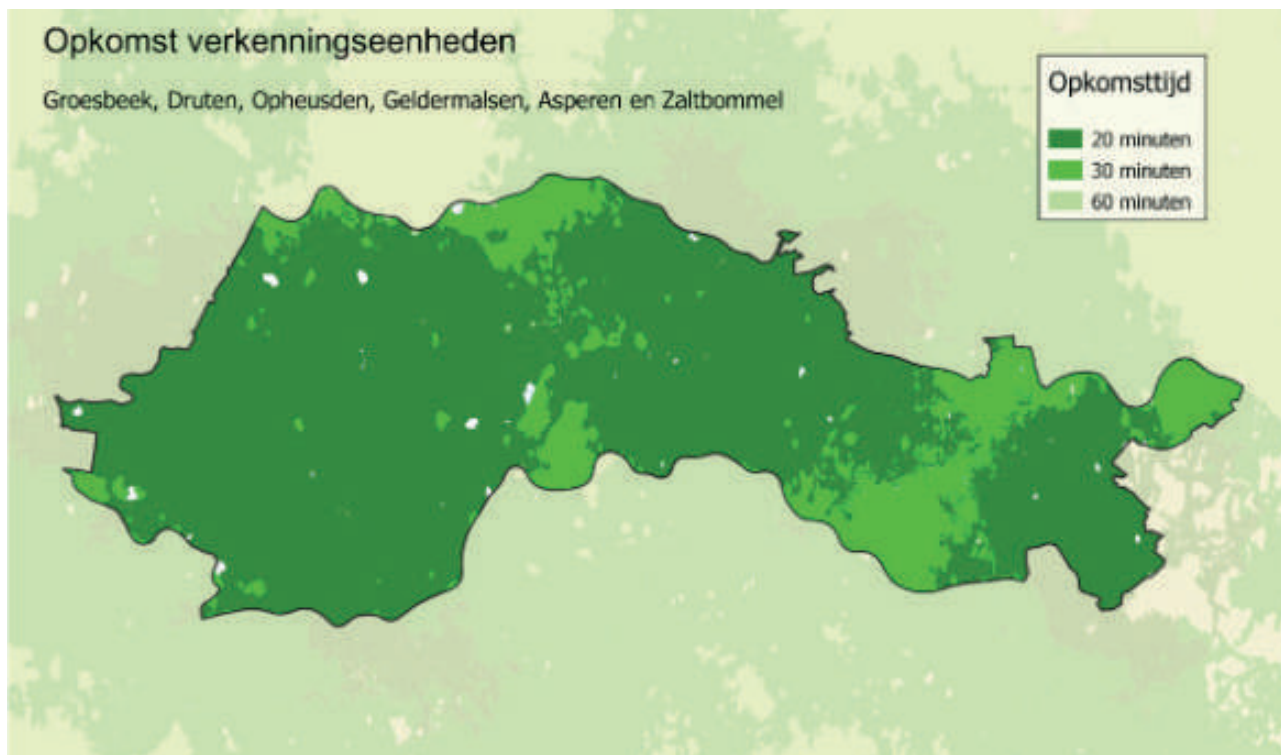 Opkomst verkenningseenheden
Groesbeek, Druten, Opheusden, Geldermalsen, Asperen en Zaltbommel
Opkomsttijd
20 minuten
30 minuten
60 minuten